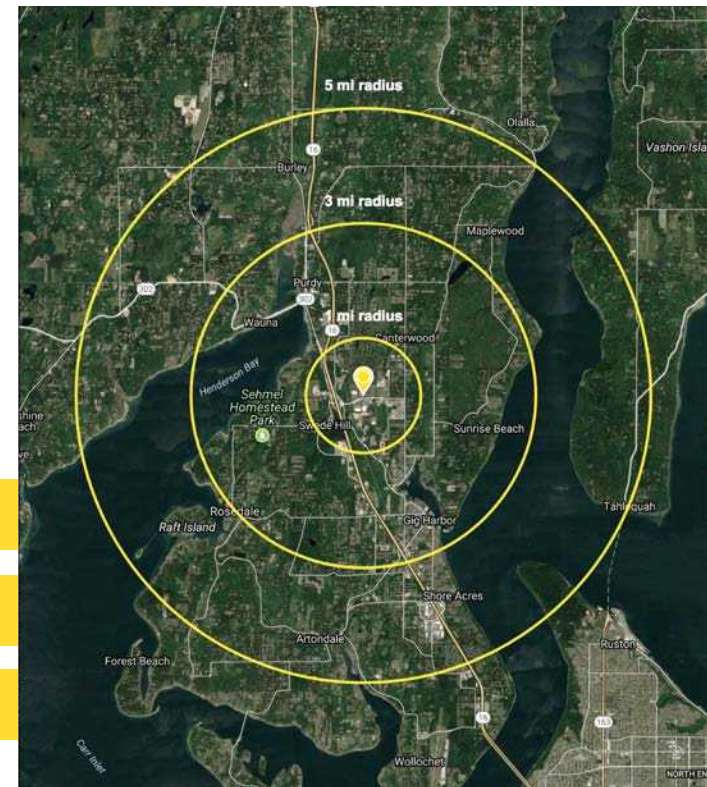 5 mi radius
Olalla
Vashon Isla
16
Burley
3 mi radius
Maplewood
Purdy
302
302
1 mi radius
Wauna
16
Canterwood
Henderson Bay
Sehmel
Homestead
Park
Swede Hill
Sunrise Beach
Rosedale
Tahlequah
Raft Island
Gig Harbor
Shore Acres
Artondale
Ruston
Forest Beach
16
163
Carr Inlet
Wollochet
NORTH EN